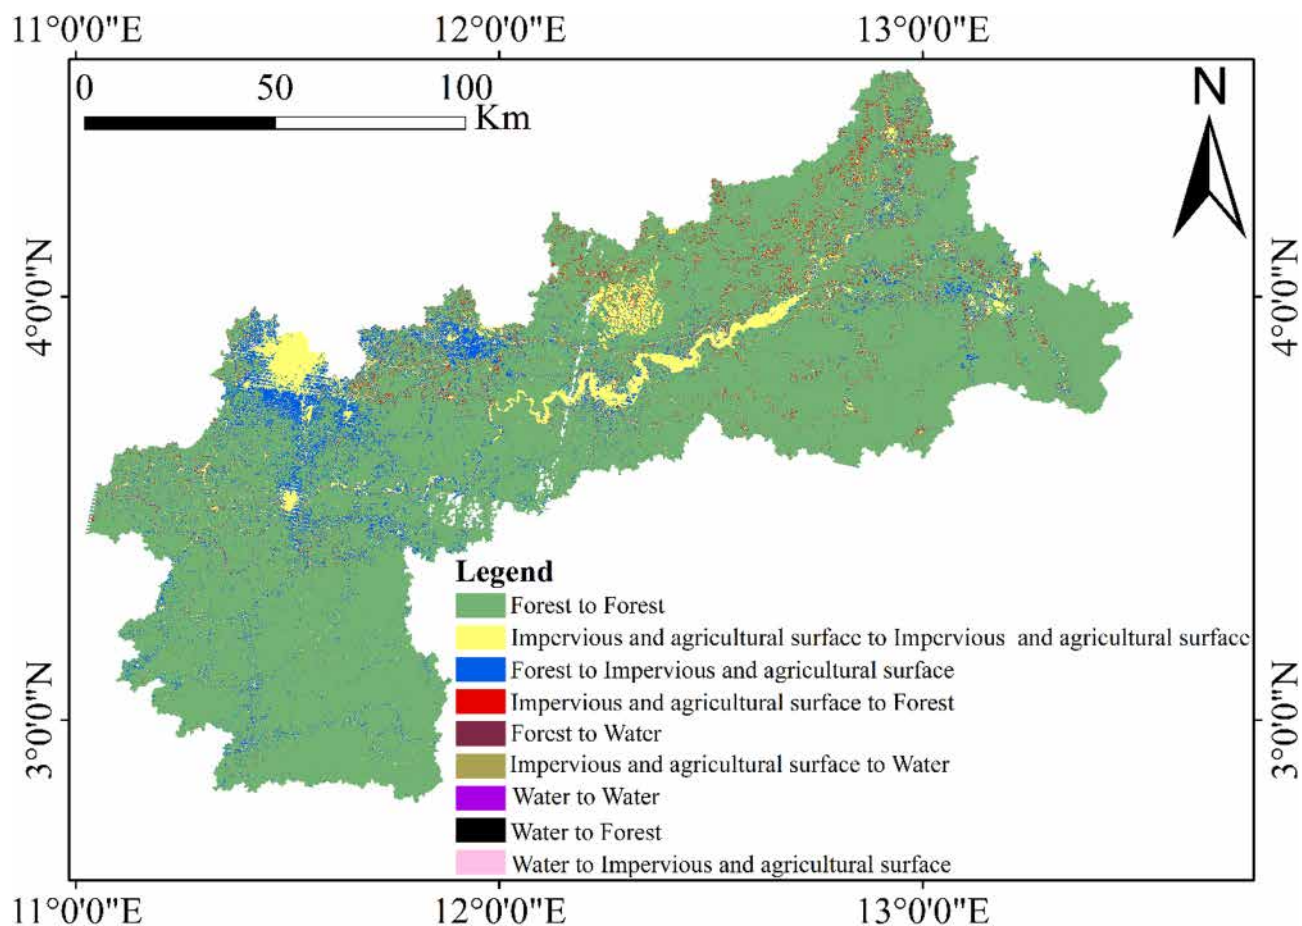 11°0'0"E 12°0'0"E 13°0'0"E
0 50 100
Km
N
4°0'0"N 4°0'0"N
Legend
Forest to Forest
Impervious and agricultural surface to Impervious and agricultural surface
Forest to Impervious and agricultural surface
Impervious and agricultural surface to Forest
Forest to Water
Impervious and agricultural surface to Water
Water to Water
Water to Forest
Water to Impervious and agricultural surface
3°0'0"N 3°0'0"N
11°0'0"E 12°0'0"E 13°0'0"E